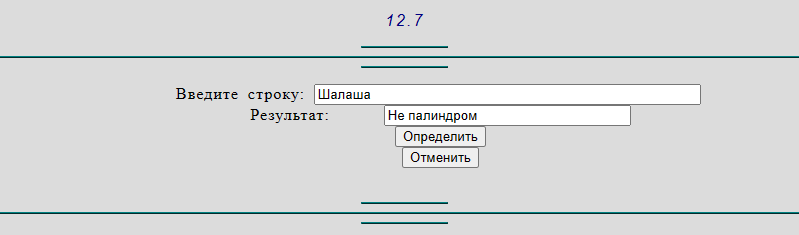 12.7
Введите строку: Шалаша
Результат: Не палиндром
Определить
Отменить